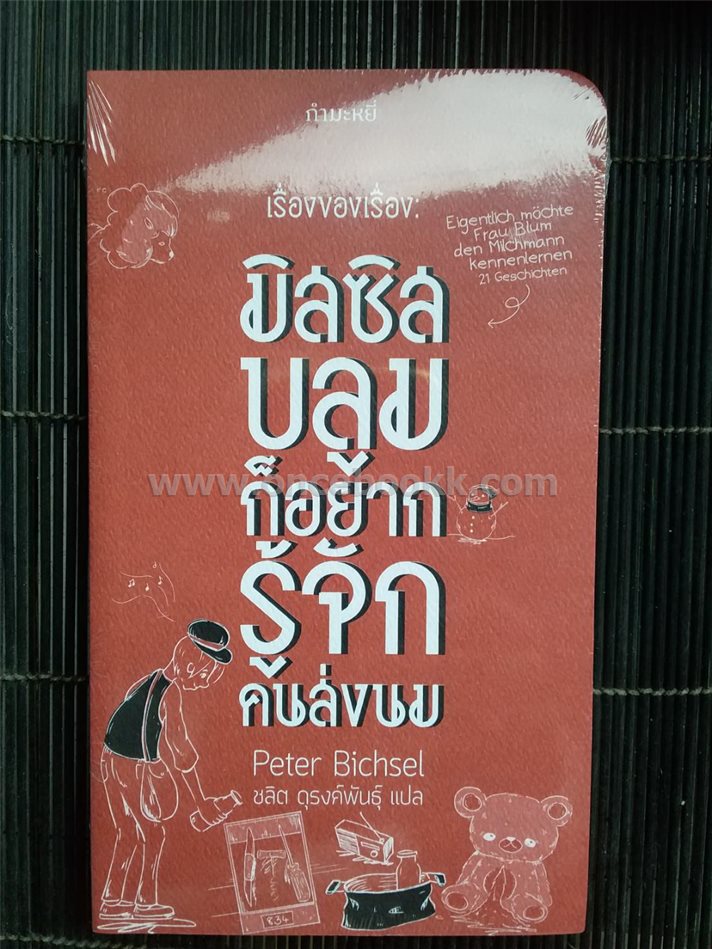 กำมะหยี่
เรื่องของเรื่อง:
Eigentlich möchte
Frau Blum
den Milchmann
kennenlernen
21 Geschichten
มิสซิส
บลูม
ก็อย้าก
รู้จัก
ค้นส่งนม
www.oncebookk.com
Peter Bichsel
ชลิต ดุรงค์พันธุ์ แปล
834